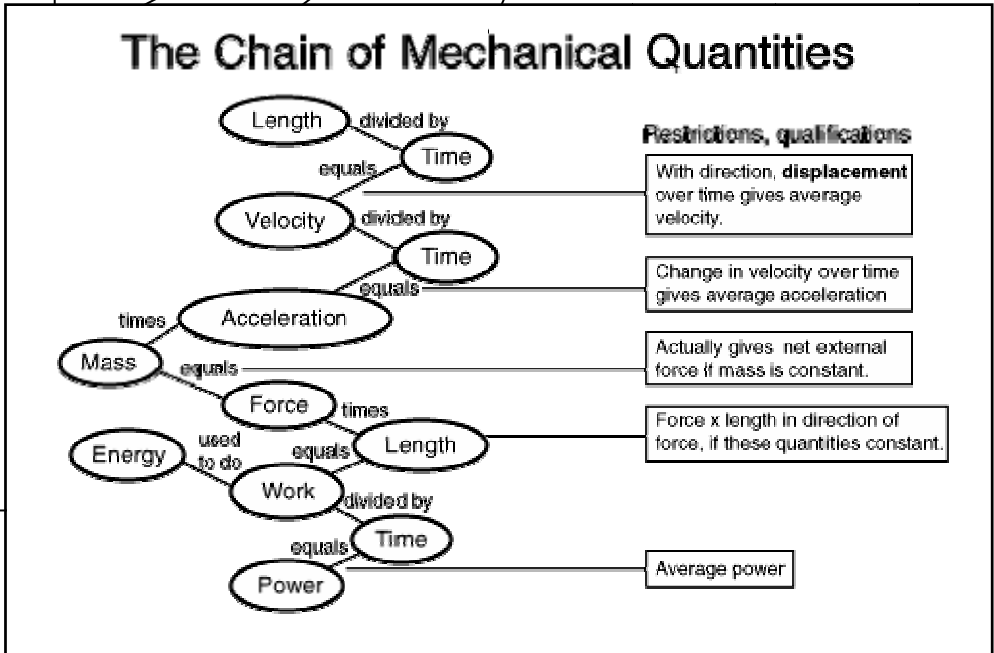 The Chain of Mechanical Quantities
Length
divided by
Time
equals
Velocity
divided by
Time
equals
Acceleration
times
Mass
equals
Force
times
Length
equals
Energy
used
to do
Work
divided by
Time
equals
Power
Restrictions, qualifications
With direction, displacement
over time gives average
velocity.
Change in velocity over time
gives average acceleration
Actually gives net external
force if mass is constant.
Force x length in direction of
force, if these quantities constant.
Average power